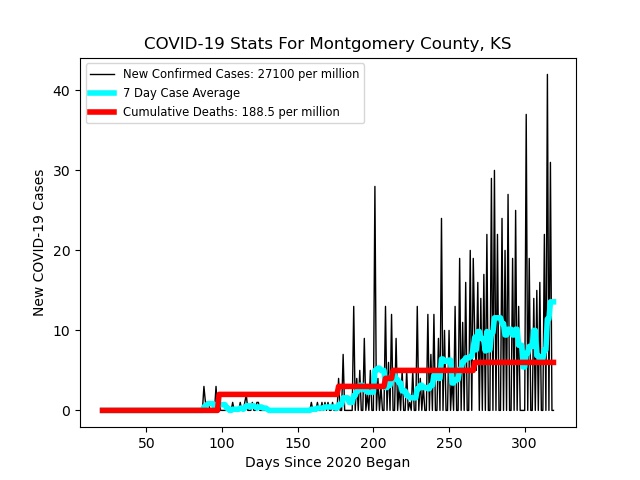 COVID-19 Stats For Montgomery County, KS
New Confirmed Cases: 27100 per million
7 Day Case Average
Cumulative Deaths: 188.5 per million
New COVID-19 Cases
40
30
20
10
0
50 100 150 200 250 300
Days Since 2020 Began